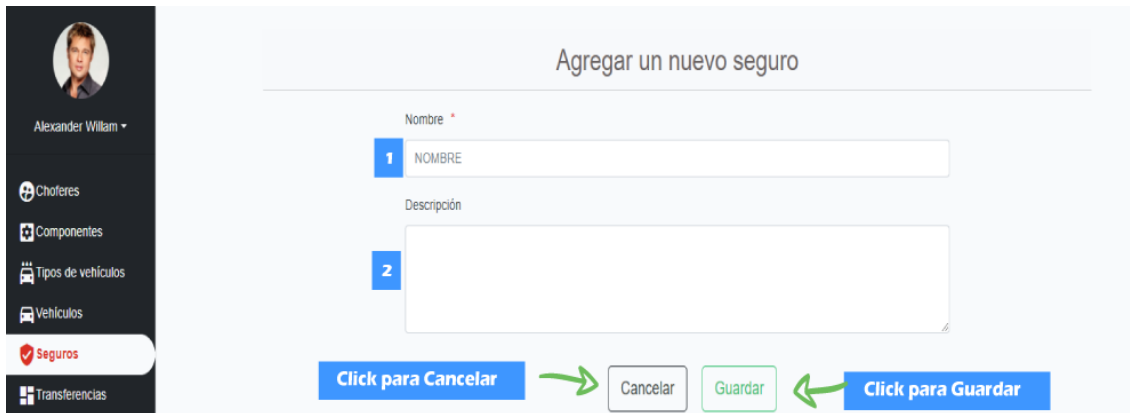 Alexander Willam
Choferes
Componentes
Tipos de vehículos
Vehículos
Seguros
Transferencias
Agregar un nuevo seguro
Nombre *
1
NOMBRE
Descripción
2
Click para Cancelar
Cancelar
Guardar
Click para Guardar